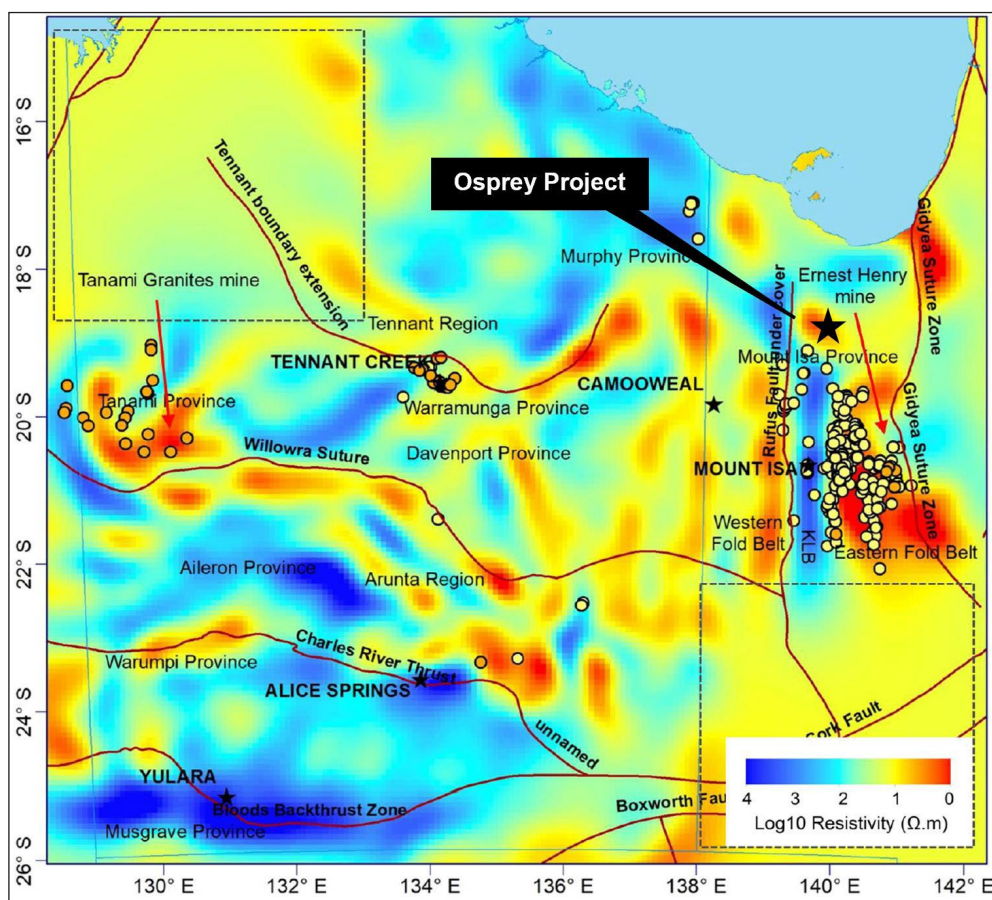 Osprey Project
16° S
18° S
20° S
22° S
24° S
26° S
Tennant boundary extension
Gidyea Suture Zone
Murphy Province
Tanami Granites mine
Ernest Henry
mine
Rufus Fault under cover
Tennant Region
TENNANT CREEK
Mount Isa Province
CAMOOWEAL
Tanami Province
Warramunga Province
Gidyea Suture Zone
Willowra Suture
Davenport Province
MOUNT ISA
Western
Fold Belt
KLB
Eastern Fold Belt
Aileron Province
Arunta Region
Charles River Thrust
Warumpi Province
ALICE SPRINGS
unnamed
Cork Fault
YULARA
Bloods Backthrust Zone
Boxworth
Musgrave Province
4 3 2 1 0
Log10 Resistivity (Ω.m)
130° E 132° E 134° E 136° E 138° E 140° E 142° E